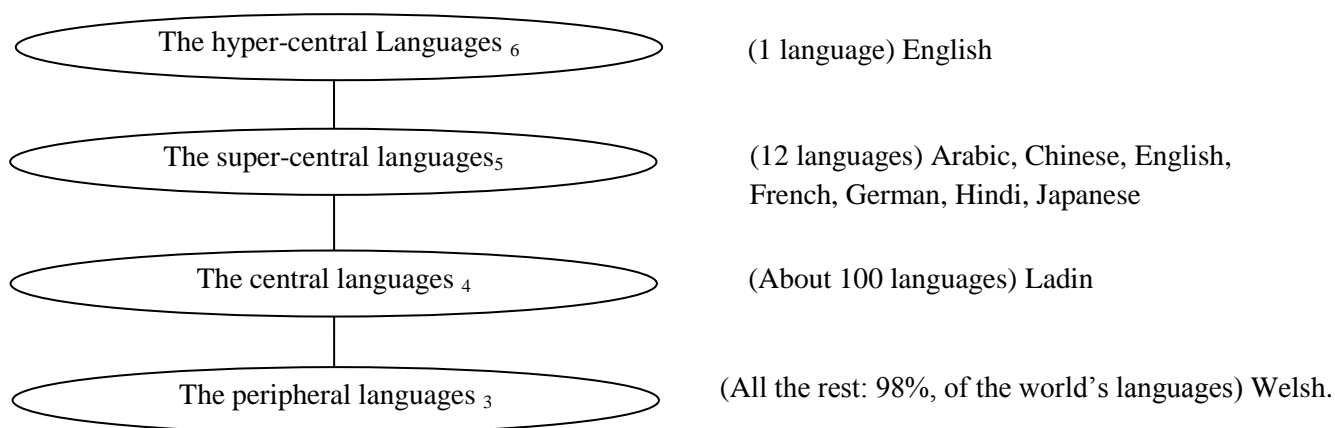 The hyper-central Languages 6
(1 language) English
The super-central languages5
(12 languages) Arabic, Chinese, English,
French, German, Hindi, Japanese
The central languages 4
(About 100 languages) Ladin
The peripheral languages 3
(All the rest: 98%, of the world’s languages) Welsh.